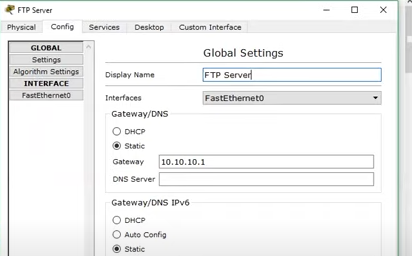 FTP Server
Physical Config Services Desktop Custom Interface
GLOBAL
Settings
Algorithm Settings
INTERFACE
FastEthernet0
Global Settings
Display Name FTP Server
Interfaces FastEthernet0
Gateway/DNS
DHCP
Static
Gateway 10.10.10.1
DNS Server
Gateway/DNS IPv6
DHCP
Auto Config
Static